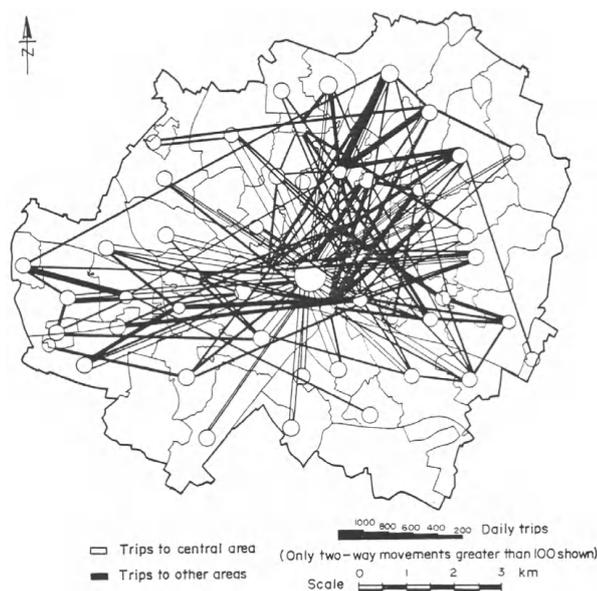 N
1000 800 600 400 200 Daily trips
Trips to central area
(Only two-way movements greater than 100 shown)
Trips to other areas
Scale 0 1 2 3 km